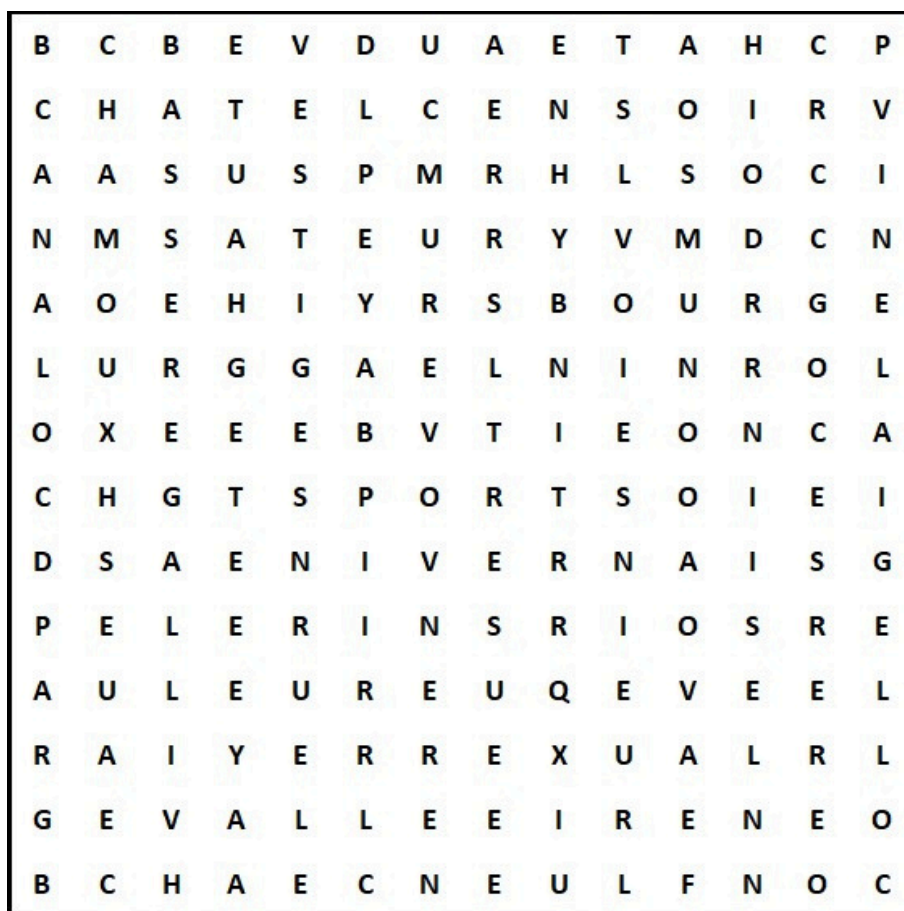 B C B E V D U A E T A H C P
C H A T E L C E N S O I R V
A A S U S P M R H L S O C I
N M S A T E U R Y V M D C N
A O E H I Y R S B O U R G E
L U R G G A E L N I N R O L
O X E E E B V T I E O N C A
C H G T S P O R T S O I E I
D S A E N I V E R N A I S G
P E L E R I N S R I O S R E
A U L E U R E U Q E V E E L
R A I Y E R R E X U A L R L
G E V A L L E E I R E N E O
B C H A E C N E U L F N O C